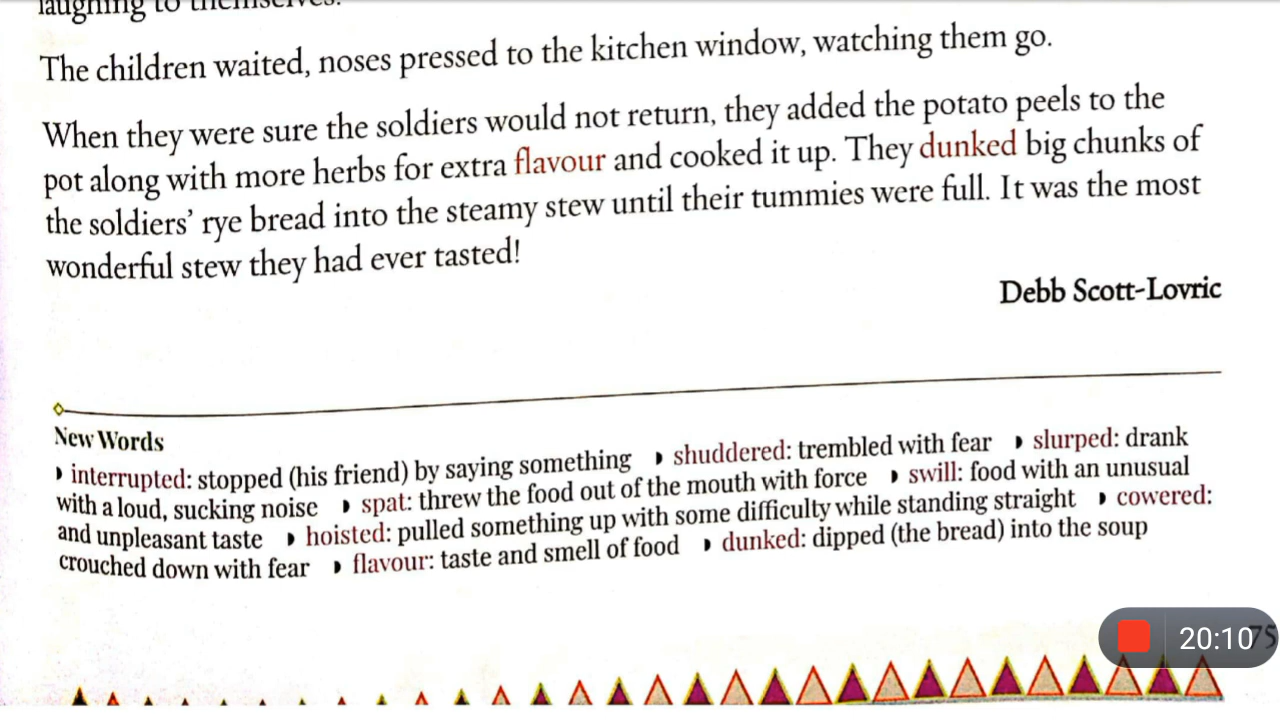 laughing to themselves.
The children waited, noses pressed to the kitchen window, watching them go.
When they were sure the soldiers would not return, they added the potato peels to the
pot along with more herbs for extra flavour and cooked it up. They dunked big chunks of
the soldiers' rye bread into the steamy stew until their tummies were full. It was the most
wonderful stew they had ever tasted!
Debb Scott-Lovric
New Words
interrupted: stopped (his friend) by saying something shuddered: trembled with fear slurped: drank
with a loud, sucking noise spat: threw the food out of the mouth with force swill: food with an unusual
and unpleasant taste hoisted: pulled something up with some difficulty while standing straight cowered:
crouched down with fear flavour: taste and smell of food dunked: dipped (the bread) into the soup
20:10
75